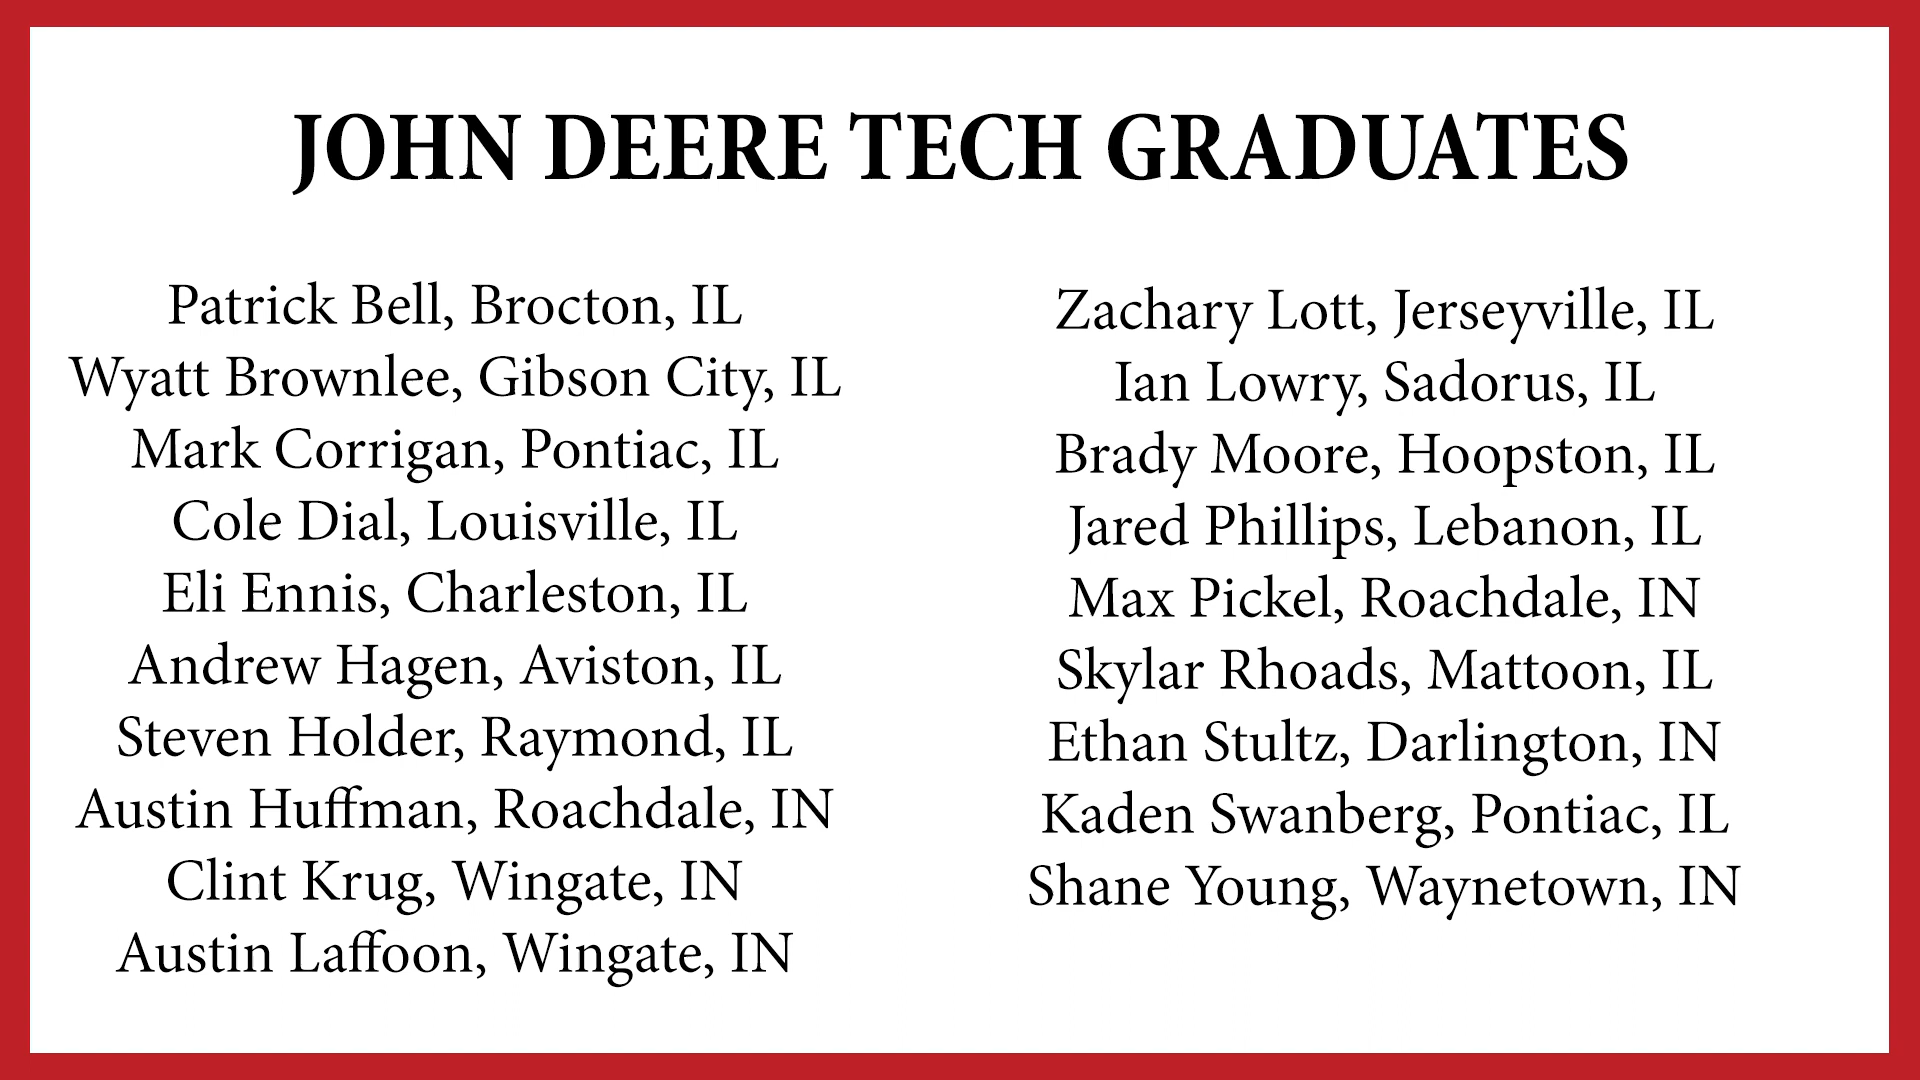 JOHN DEERE TECH GRADUATES
Patrick Bell, Brocton, IL
Wyatt Brownlee, Gibson City, IL
Mark Corrigan, Pontiac, IL
Cole Dial, Louisville, IL
Eli Ennis, Charleston, IL
Andrew Hagen, Aviston, IL
Steven Holder, Raymond, IL
Austin Huffman, Roachdale, IN
Clint Krug, Wingate, IN
Austin Laffoon, Wingate, IN
Zachary Lott, Jerseyville, IL
Ian Lowry, Sadorus, IL
Brady Moore, Hoopston, IL
Jared Phillips, Lebanon, IL
Max Pickel, Roachdale, IN
Skylar Rhoads, Mattoon, IL
Ethan Stultz, Darlington, IN
Kaden Swanberg, Pontiac, IL
Shane Young, Waynetown, IN